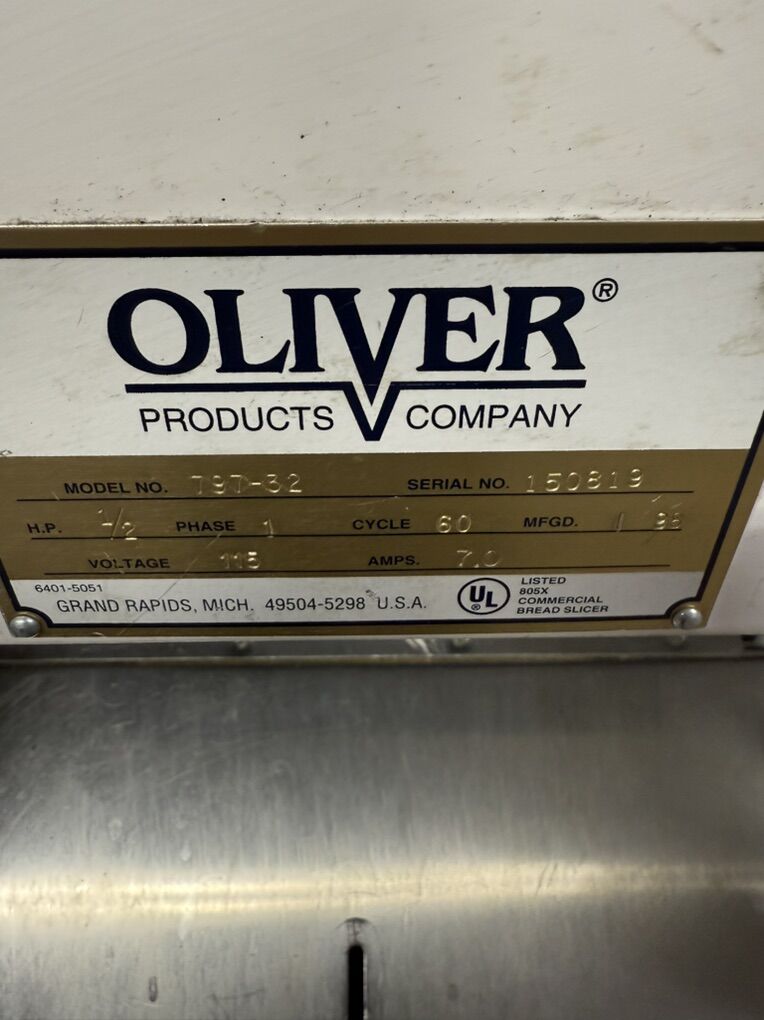 OLIVER®
PRODUCTS COMPANY
MODEL NO. 797-32 SERIAL NO. 150819
H.P. 1/2 PHASE 1 CYCLE 60 MFGD. 1
VOLTAGE 115 AMPS. 7.0
6401-5051
GRAND RAPIDS, MICH. 49504-5298 U.S.A.
UL®
LISTED
805X
COMMERCIAL
BREAD SLICER